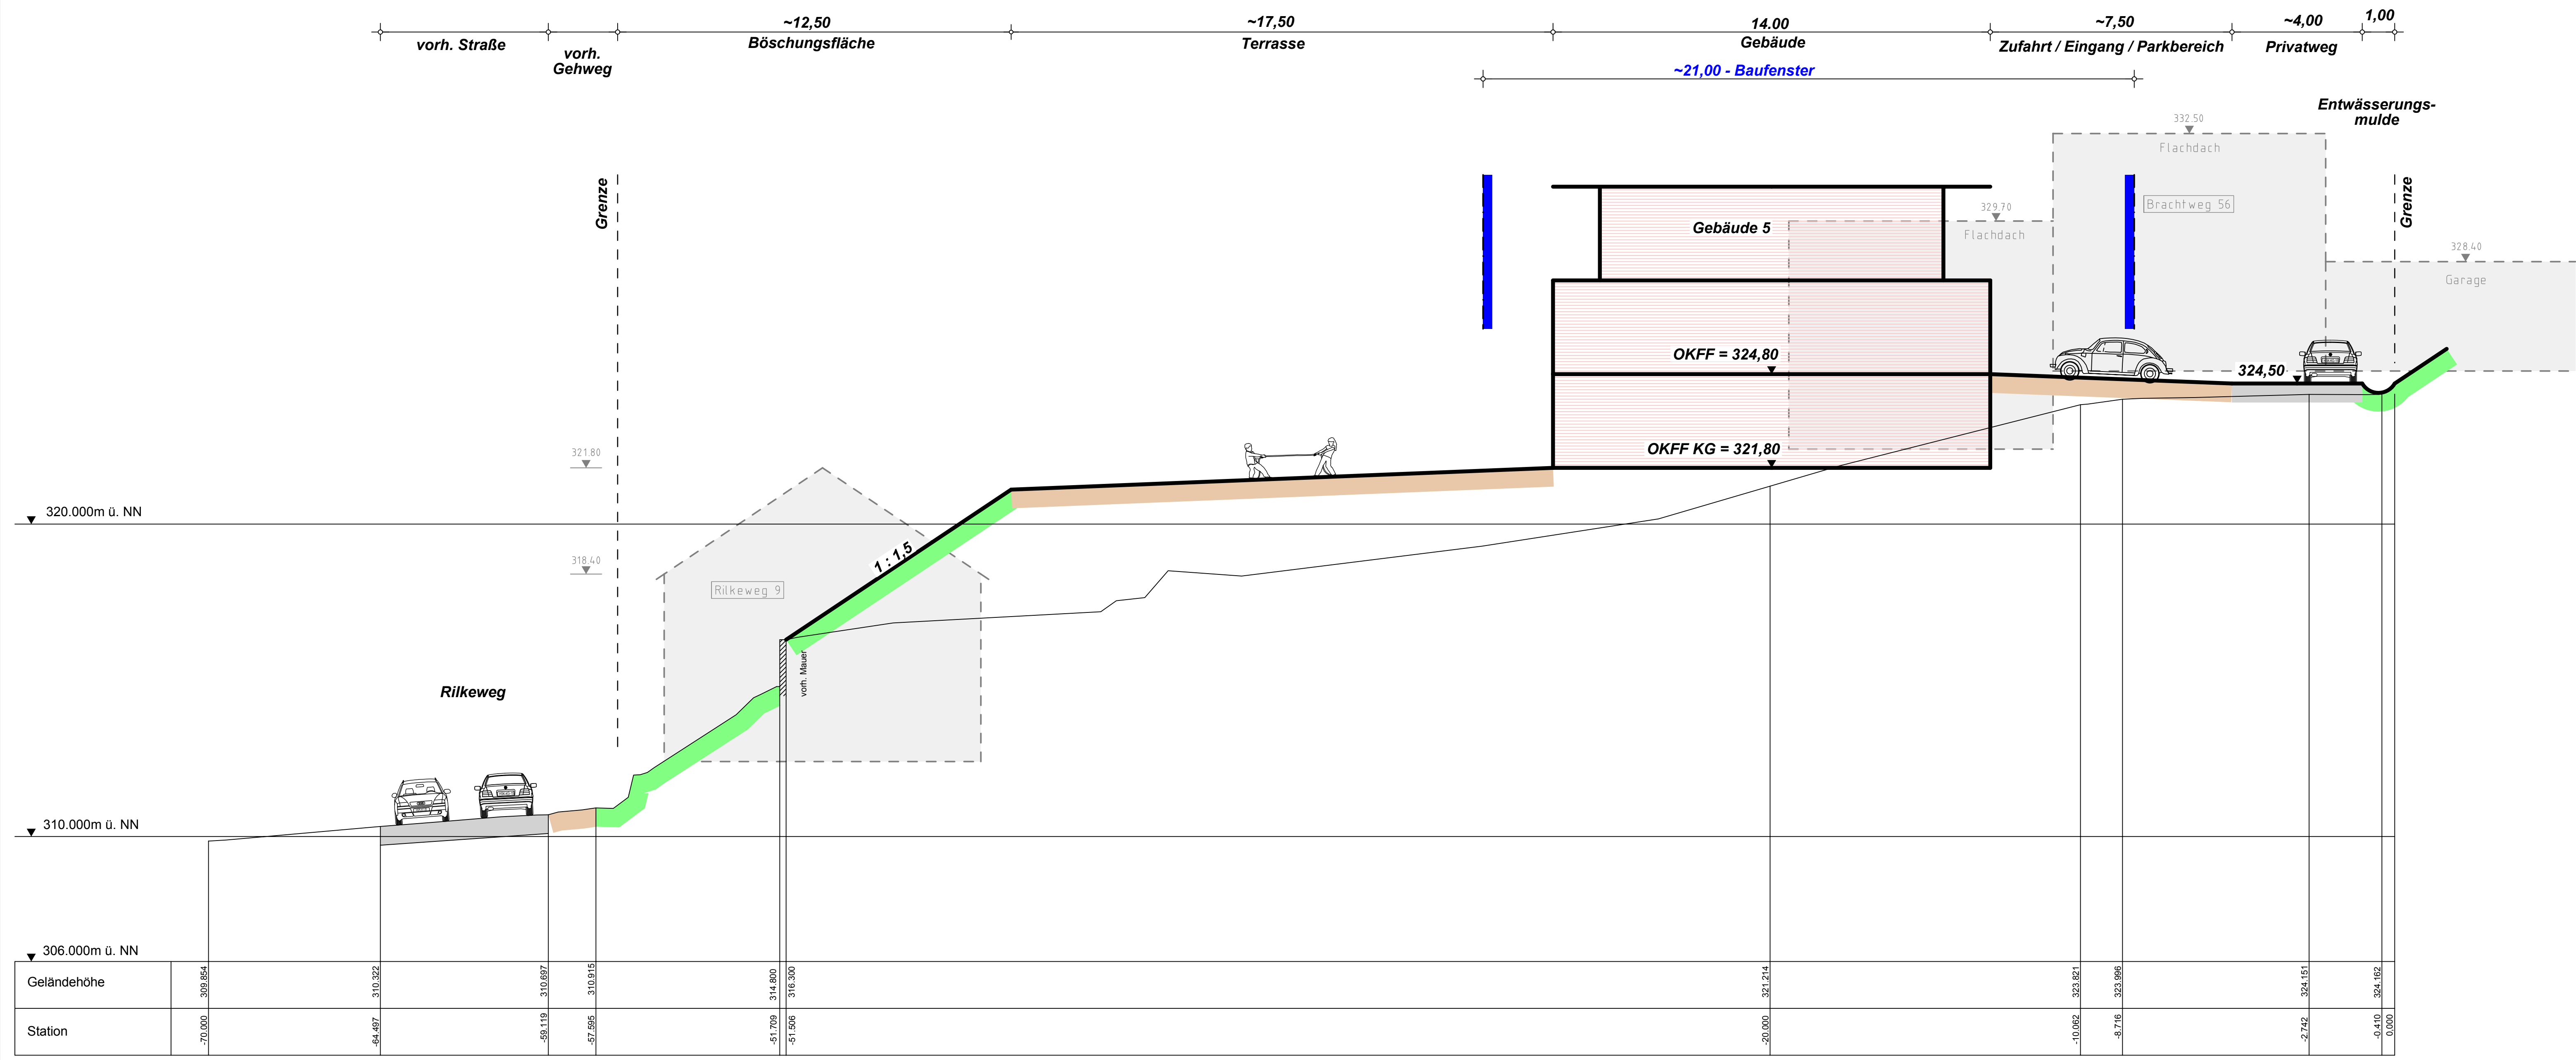 ~12,50
~17,50
14.00
~7,50
~4,00
1,00
vorh. Straße
vorh.
Gehweg
Böschungsfläche
Terrasse
Gebäude
Zufahrt / Eingang / Parkbereich
Privatweg
~21,00 - Baufenster
Entwässerungs-
mulde
332.50
Flachdach
Grenze
Brachtweg 56
Grenze
329.70
Flachdach
Gebäude 5
328.40
Garage
OKFF = 324,80
324,50
OKFF KG = 321,80
321.80
320.000m ü. NN
1 : 1,5
318.40
Rilkeweg 9
vorh. Mauer
Rilkeweg
310.000m ü. NN
306.000m ü. NN
Geländehöhe
309.854
310.322
310.697
310.915
314.800
316.300
321.214
323.821
323.996
324.151
324.162
Station
-70.000
-64.497
-59.119
-57.595
-51.709
-51.506
-20.000
-10.062
-8.716
-2.742
-0.410
0.000